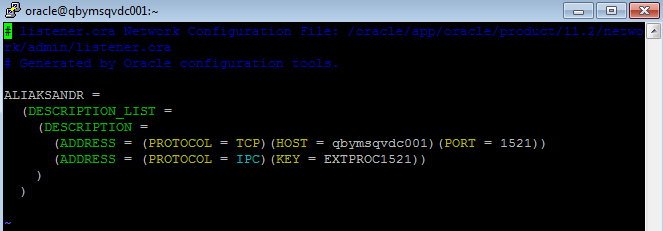 oracle@qbymsqvdc001:~
# listener.ora Network Configuration File: /oracle/app/oracle/product/11.2/netwo
rk/admin/listener.ora
# Generated by Oracle configuration tools.
ALIAKSANDR =
  (DESCRIPTION_LIST =
    (DESCRIPTION =
      (ADDRESS = (PROTOCOL = TCP)(HOST = qbymsqvdc001)(PORT = 1521))
      (ADDRESS = (PROTOCOL = IPC)(KEY = EXTPROC1521))
    )
  )
~